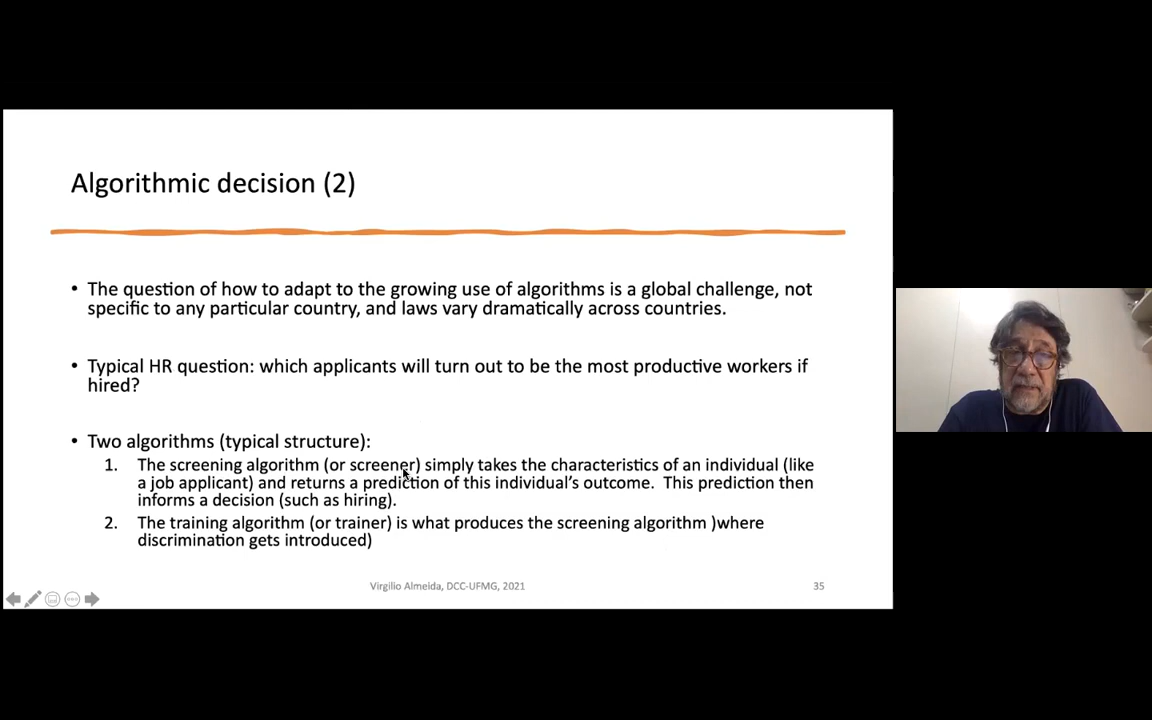 Algorithmic decision (2)
• The question of how to adapt to the growing use of algorithms is a global challenge, not
specific to any particular country, and laws vary dramatically across countries.
• Typical HR question: which applicants will turn out to be the most productive workers if
hired?
• Two algorithms (typical structure):
1. The screening algorithm (or screener) simply takes the characteristics of an individual (like
a job applicant) and returns a prediction of this individual's outcome. This prediction then
informs a decision (such as hiring).
2. The training algorithm (or trainer) is what produces the screening algorithm )where
discrimination gets introduced)
Virgilio Almeida, DCC-UFMG, 2021
35